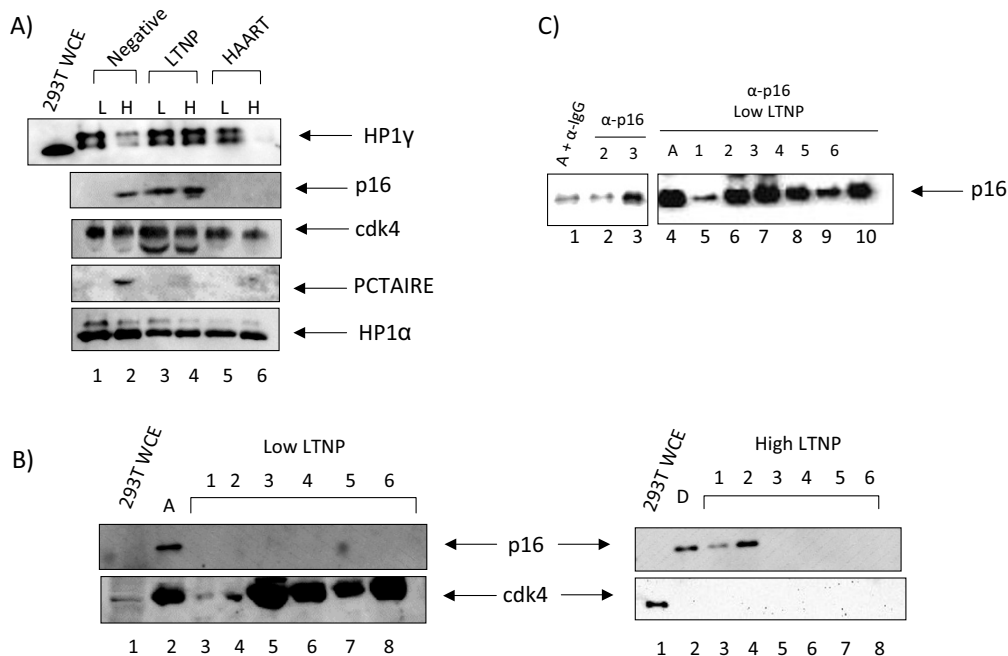 A)
293T WCE
Negative LTNP HAART
L H L H L H
HP1γ
p16
cdk4
PCTAIRE
HP1α
1 2 3 4 5 6
C)
A + α-IgG
α-p16
2 3
α-p16
Low LTNP
A 1 2 3 4 5 6
p16
1 2 3 4 5 6 7 8 9 10
B)
293T WCE
Low LTNP
A 1 2 3 4 5 6
293T WCE
High LTNP
D 1 2 3 4 5 6
p16
cdk4
1 2 3 4 5 6 7 8
1 2 3 4 5 6 7 8